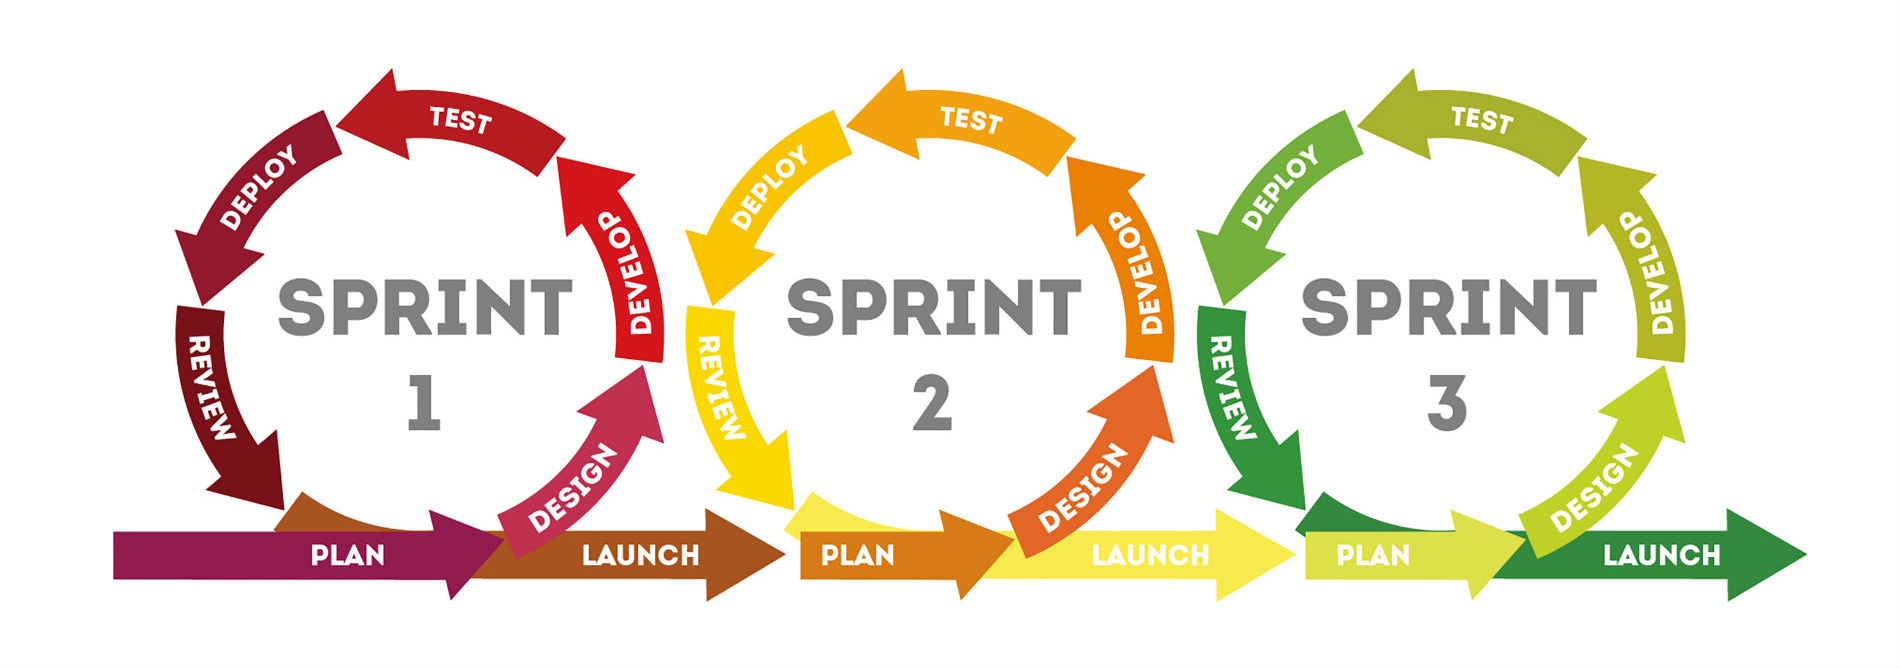 SPRINT
1
PLAN
DESIGN
DEVELOP
TEST
DEPLOY
REVIEW
LAUNCH
SPRINT
2
PLAN
DESIGN
DEVELOP
TEST
DEPLOY
REVIEW
LAUNCH
SPRINT
3
PLAN
DESIGN
DEVELOP
TEST
DEPLOY
REVIEW
LAUNCH